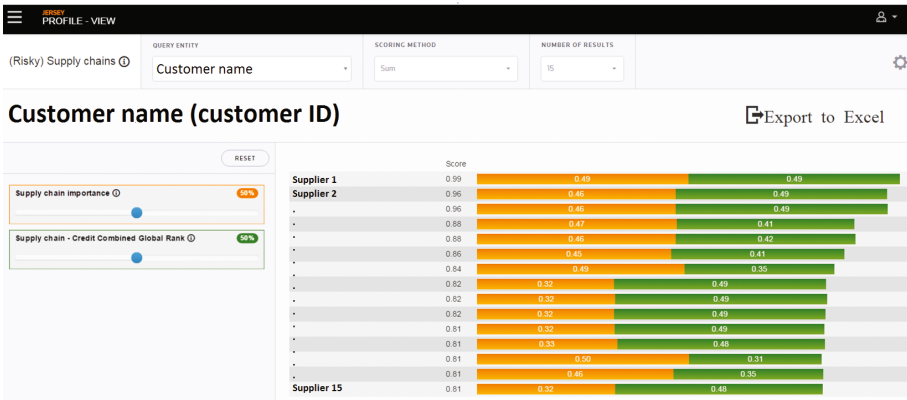 JERSEY
PROFILE - VIEW
(Risky) Supply chains
QUERY ENTITY
Customer name
SCORING METHOD
Sum
NUMBER OF RESULTS
15
Customer name (customer ID)
Export to Excel
RESET
Supply chain importance 50%
Supply chain - Credit Combined Global Rank 50%
Score
Supplier 1 0.99 0.49 0.49
Supplier 2 0.96 0.46 0.49
. 0.96 0.46 0.49
. 0.88 0.47 0.41
. 0.88 0.46 0.42
. 0.86 0.45 0.41
. 0.84 0.49 0.35
. 0.82 0.32 0.49
. 0.82 0.32 0.49
. 0.82 0.32 0.49
. 0.81 0.32 0.49
. 0.81 0.33 0.48
. 0.81 0.50 0.31
. 0.81 0.46 0.35
Supplier 15 0.81 0.32 0.48